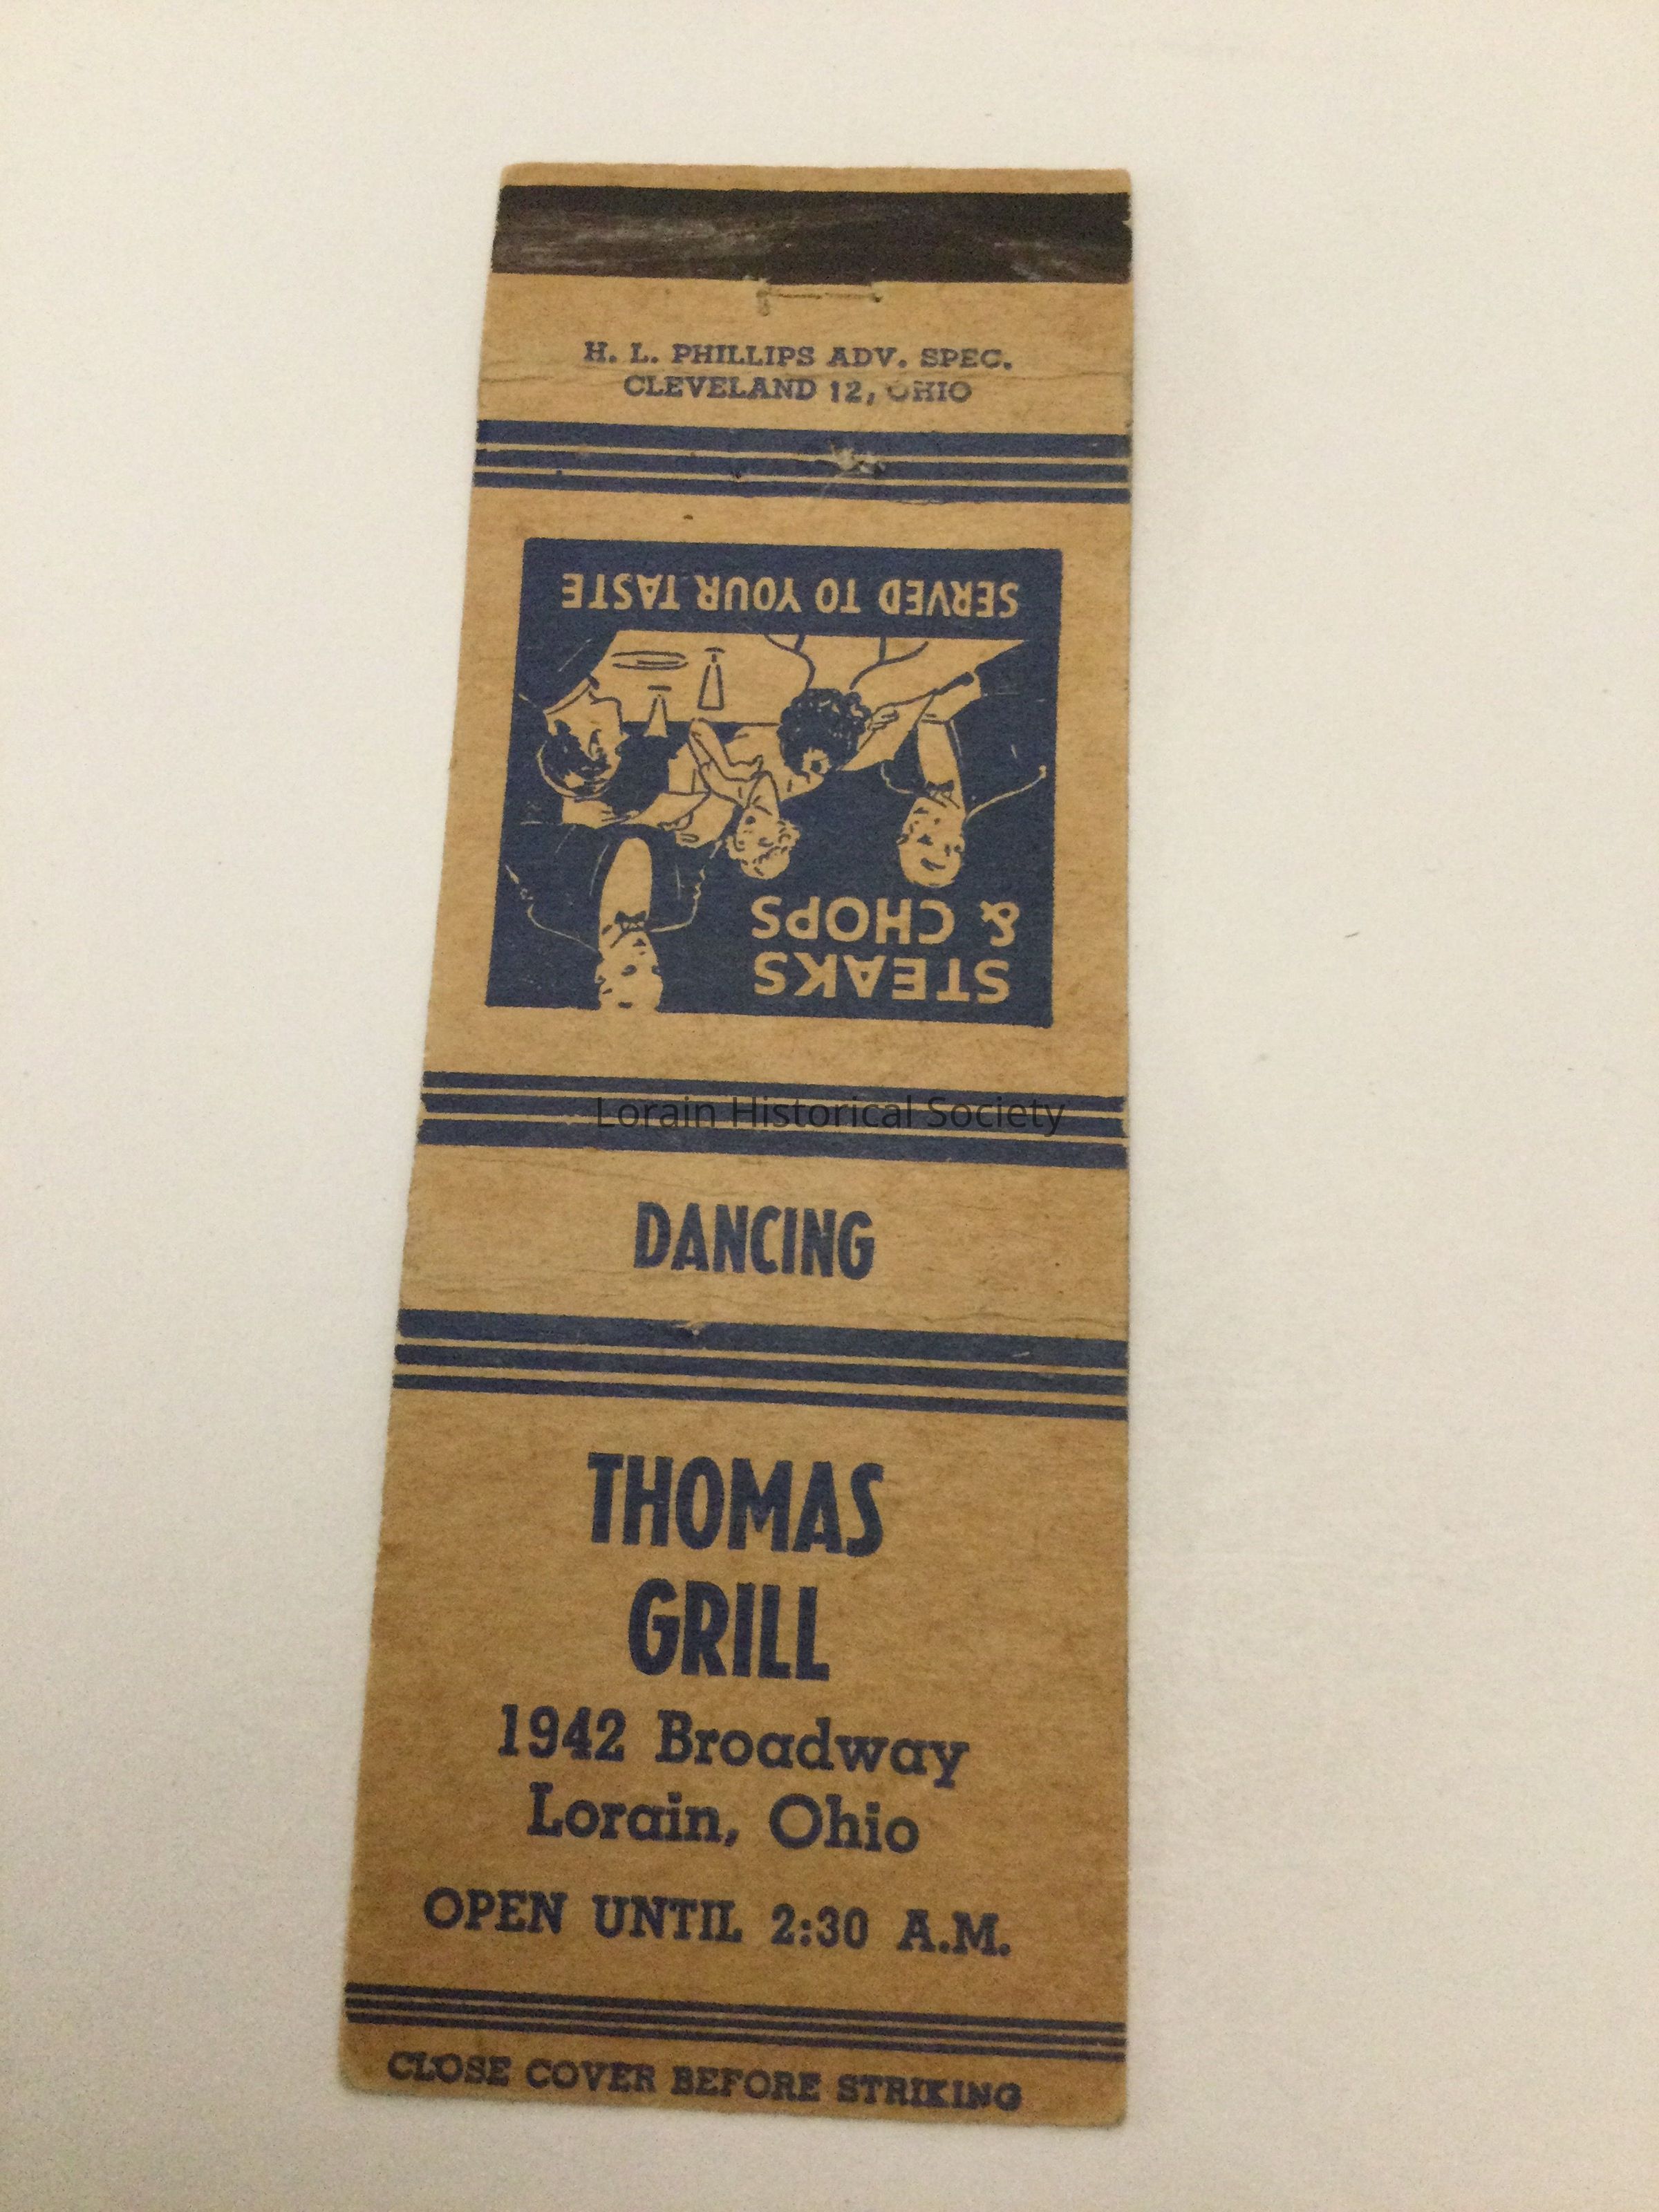 H. L. PHILLIPS ADV. SPEC.
CLEVELAND 12, OHIO
STEAKS
& CHOPS
SERVED TO YOUR TASTE
Lorain Historical Society
DANCING
THOMAS
GRILL
1942 Broadway
Lorain, Ohio
OPEN UNTIL 2:30 A.M.
CLOSE COVER BEFORE STRIKING